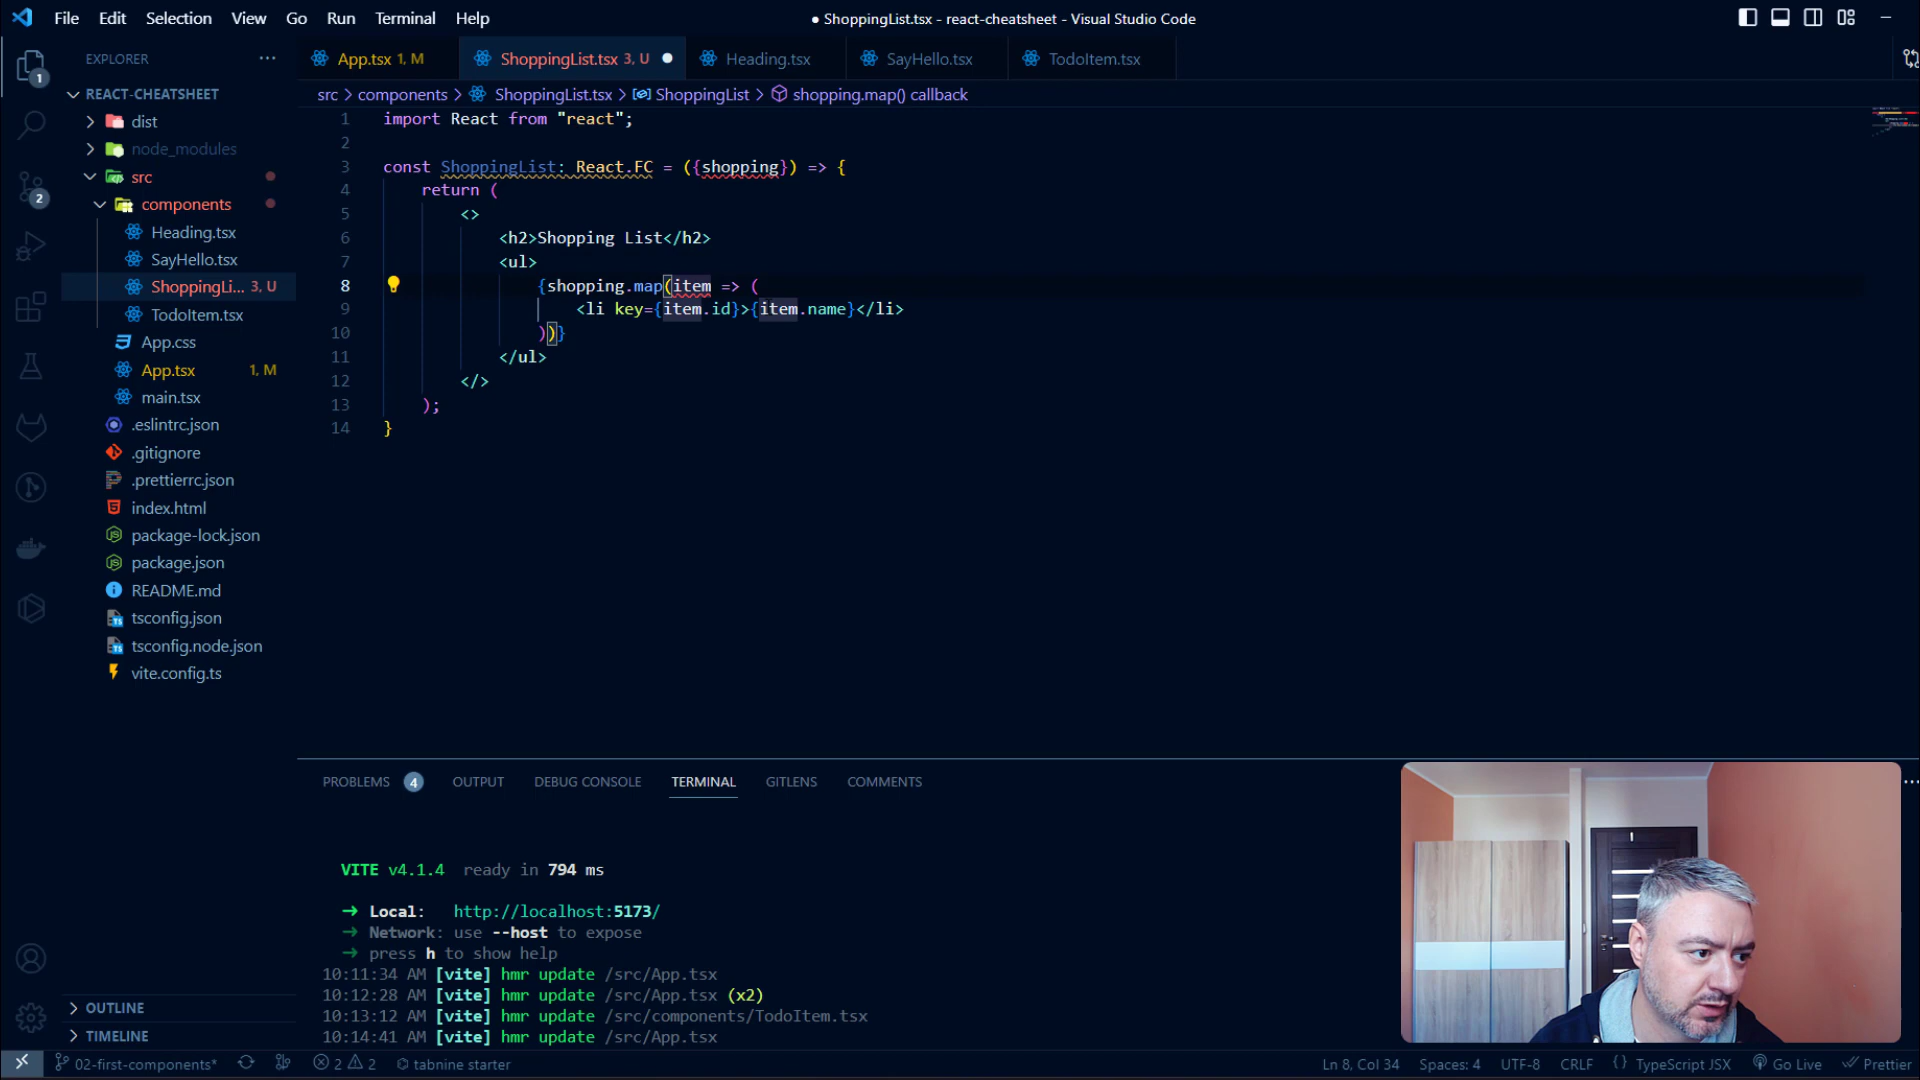 File Edit Selection View Go Run Terminal Help
● ShoppingList.tsx - react-cheatsheet - Visual Studio Code
EXPLORER
App.tsx 1, M
ShoppingList.tsx 3, U
Heading.tsx
SayHello.tsx
TodoItem.tsx
src > components > ShoppingList.tsx > ShoppingList > shopping.map() callback
1
2
REACT-CHEATSHEET
dist
node_modules
src
components
Heading.tsx
SayHello.tsx
ShoppingLi... 3, U
TodoItem.tsx
App.css
App.tsx 1, M
main.tsx
.eslintrc.json
.gitignore
.prettierrc.json
index.html
package-lock.json
package.json
README.md
tsconfig.json
tsconfig.node.json
vite.config.ts
OUTLINE
TIMELINE
1 import React from "react";
2
3 const ShoppingList: React.FC = ({shopping}) => {
4 return (
5 <>
6 <h2>Shopping List</h2>
7 <ul>
8 {shopping.map(item => (
9 <li key={item.id}>{item.name}</li>
10 ))}
11 </ul>
12 </>
13 );
14 }
PROBLEMS 4 OUTPUT DEBUG CONSOLE TERMINAL GITLENS COMMENTS
VITE v4.1.4 ready in 794 ms
➜ Local: http://localhost:5173/
➜ Network: use --host to expose
➜ press h to show help
10:11:34 AM [vite] hmr update /src/App.tsx
10:12:28 AM [vite] hmr update /src/App.tsx (x2)
10:13:12 AM [vite] hmr update /src/components/TodoItem.tsx
10:14:41 AM [vite] hmr update /src/App.tsx
02-first-components* 2 2 tabnine starter
Ln 8, Col 34 Spaces: 4 UTF-8 CRLF {} TypeScript JSX Go Live Prettier